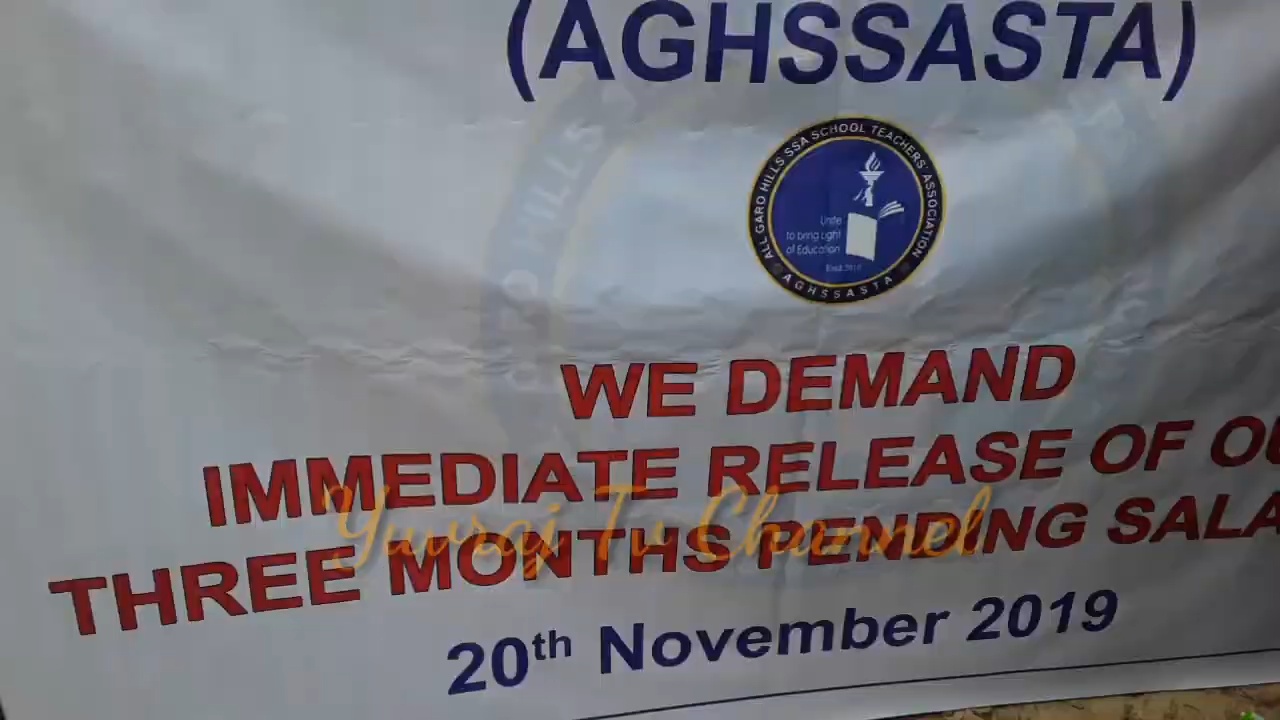 (AGHSSASTA)
ALL GARO HILLS SSA SCHOOL TEACHERS' ASSOCIATION
Unite
to bring Light
of Education
AGHSSASTA
WE DEMAND
IMMEDIATE RELEASE OF OU
THREE MONTHS PENDING SALA
Yuvraj Tv Channel
20th November 2019